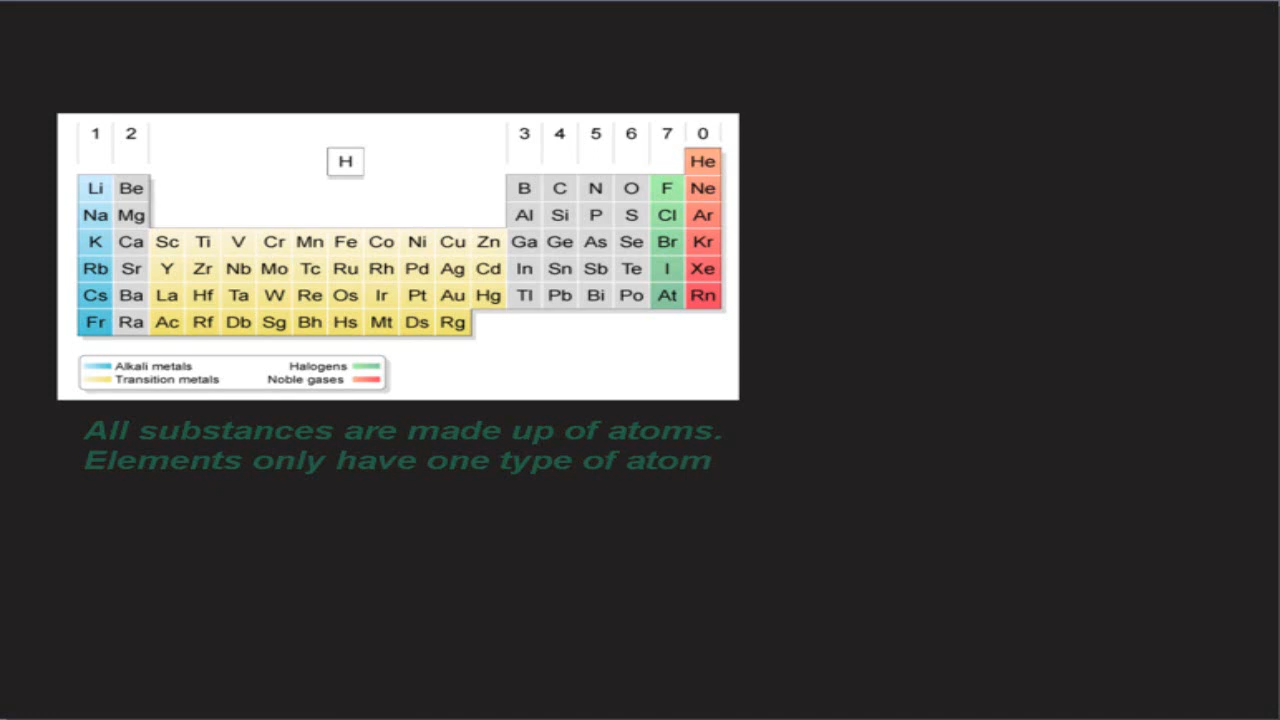 1 2 3 4 5 6 7 0
H He
Li Be B C N O F Ne
Na Mg Al Si P S Cl Ar
K Ca Sc Ti V Cr Mn Fe Co Ni Cu Zn Ga Ge As Se Br Kr
Rb Sr Y Zr Nb Mo Tc Ru Rh Pd Ag Cd In Sn Sb Te I Xe
Cs Ba La Hf Ta W Re Os Ir Pt Au Hg Tl Pb Bi Po At Rn
Fr Ra Ac Rf Db Sg Bh Hs Mt Ds Rg
Alkali metals Halogens
Transition metals Noble gases
All substances are made up of atoms.
Elements only have one type of atom